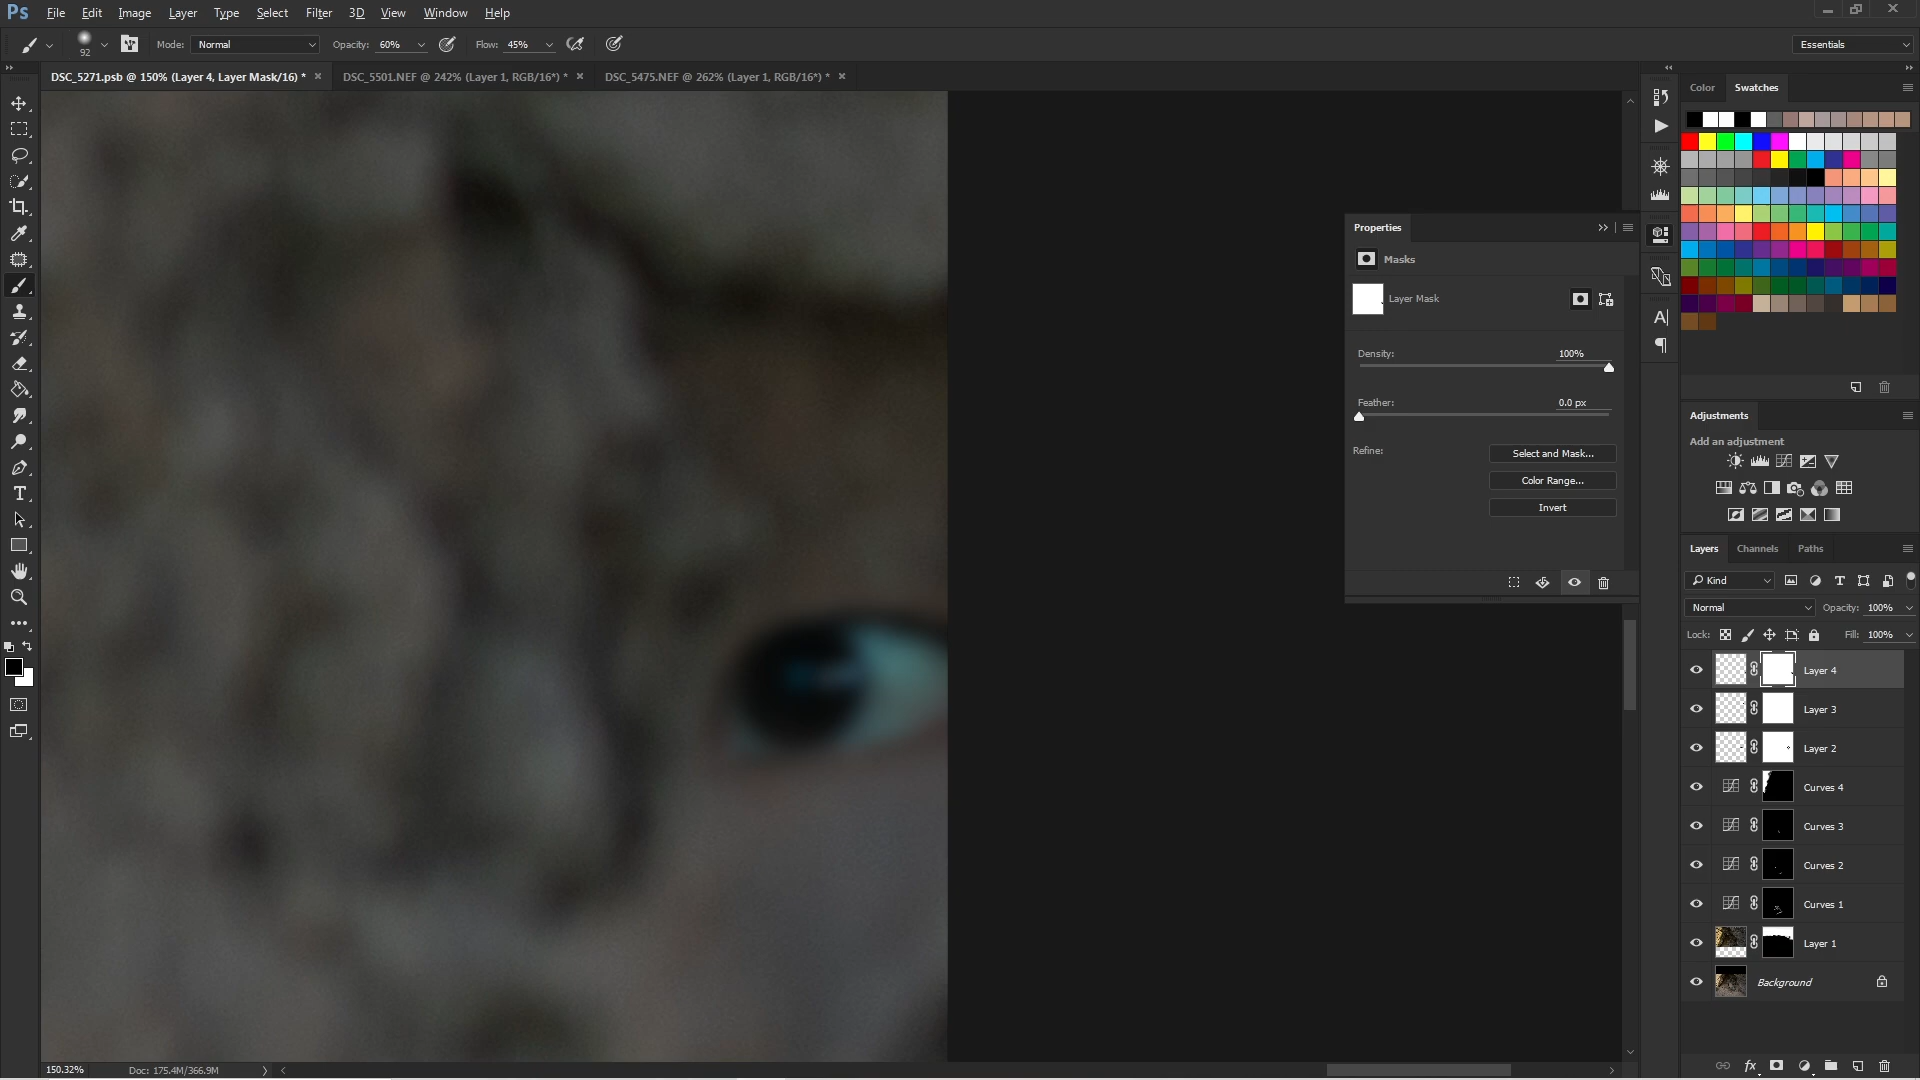 Ps File Edit Image Layer Type Select Filter 3D View Window Help
92 Mode: Normal Opacity: 60% Flow: 45% Essentials
DSC_5271.psb @ 150% (Layer 4, Layer Mask/16) * DSC_5501.NEF @ 242% (Layer 1, RGB/16*) * DSC_5475.NEF @ 262% (Layer 1, RGB/16*) *
Color Swatches
Properties
Masks
Layer Mask
Density: 100%
Feather: 0.0 px
Refine: Select and Mask...
Color Range...
Invert
Adjustments
Add an adjustment
Layers Channels Paths
Kind
Normal Opacity: 100%
Lock: Fill: 100%
Layer 4
Layer 3
Layer 2
Curves 4
Curves 3
Curves 2
Curves 1
Layer 1
Background
fx
150.32% Doc: 175.4M/366.9M